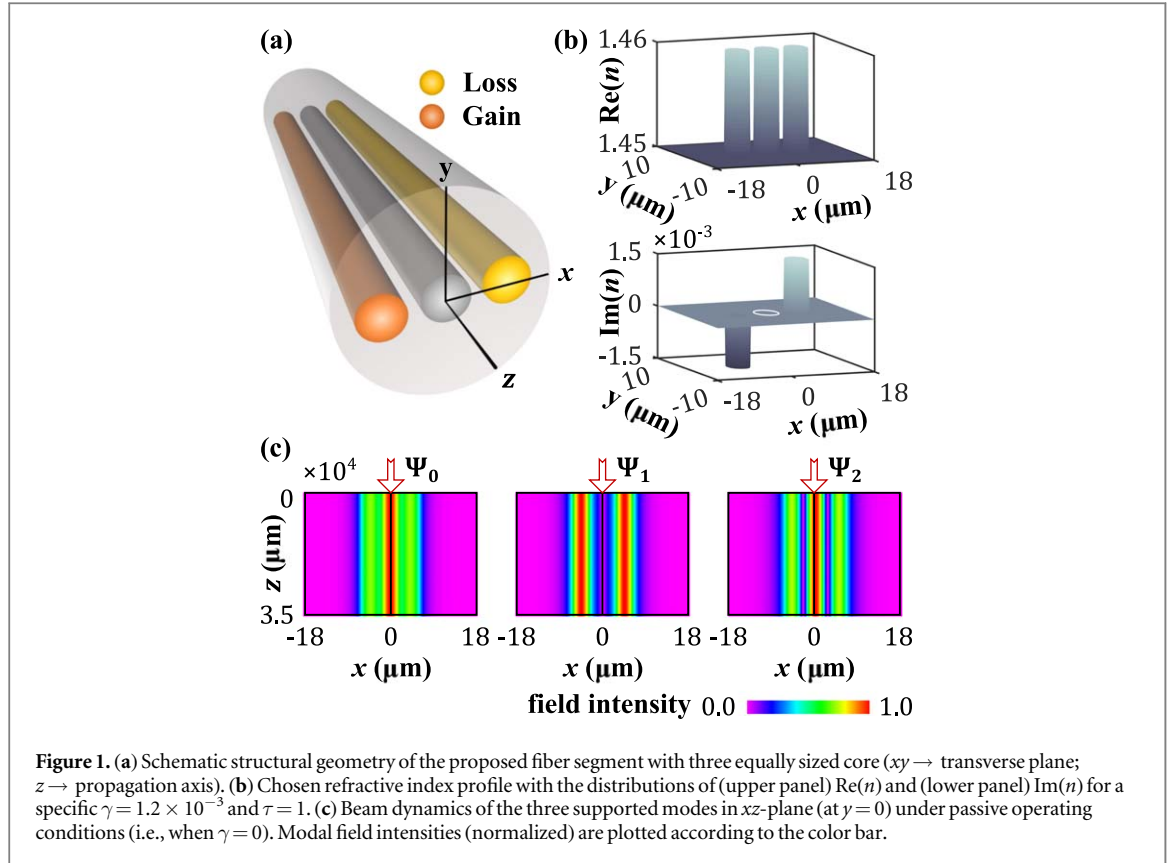 (a)
Loss
Gain
y
x
z
(b)
1.46
Re(n)
1.45
10
y (μm)
-10
-18
0
18
x (μm)
×10⁻³
1.5
Im(n)
0
-1.5
10
y (μm)
-10
-18
0
18
x (μm)
(c)
×10⁴
Ψ₀
Ψ₁
Ψ₂
0
z (μm)
3.5
-18 0 18
-18 0 18
-18 0 18
x (μm)
x (μm)
x (μm)
field intensity 0.0 1.0
Figure 1. (a) Schematic structural geometry of the proposed fiber segment with three equally sized core (xy → transverse plane;
z → propagation axis). (b) Chosen refractive index profile with the distributions of (upper panel) Re(n) and (lower panel) Im(n) for a
specific γ = 1.2 × 10⁻³ and τ = 1. (c) Beam dynamics of the three supported modes in xz-plane (at y = 0) under passive operating
conditions (i.e., when γ = 0). Modal field intensities (normalized) are plotted according to the color bar.